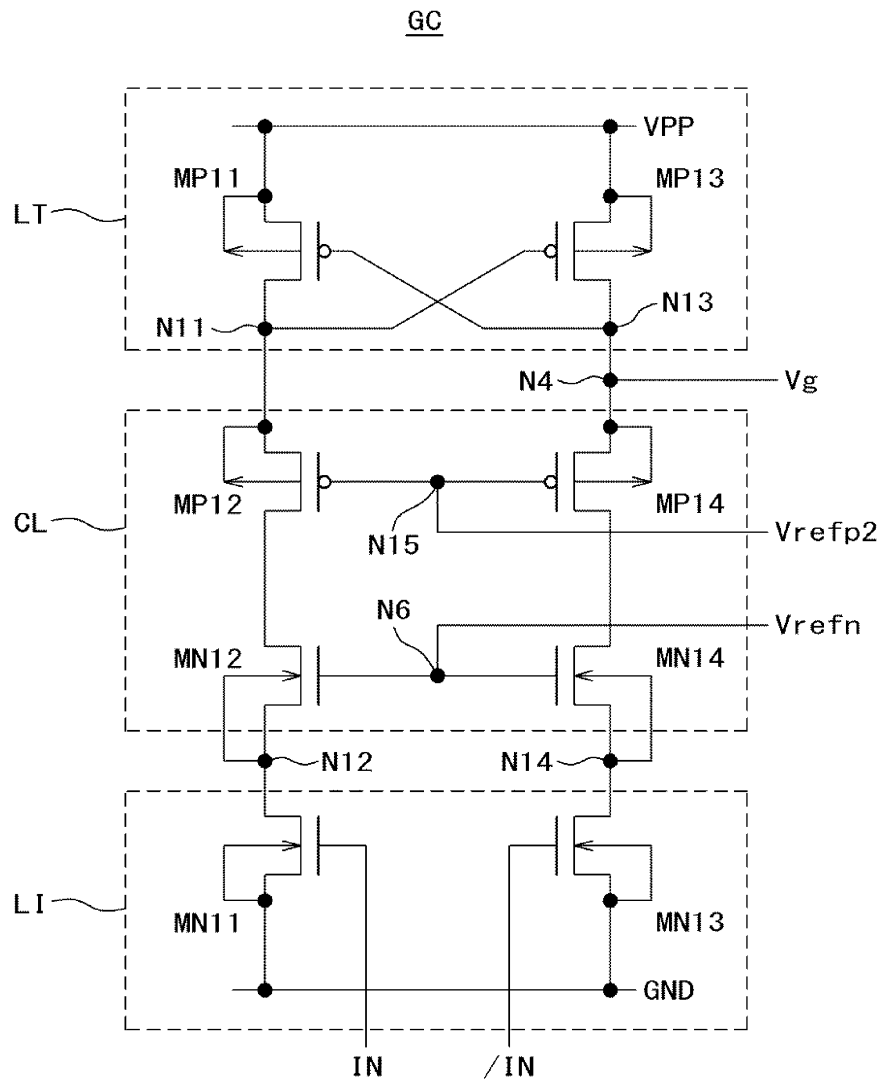 GC
VPP
MP11
MP13
LT
N11
N13
N4
Vg
MP12
MP14
CL
N15
Vrefp2
N6
Vrefn
MN12
MN14
N12
N14
LI
MN11
MN13
GND
IN
/IN